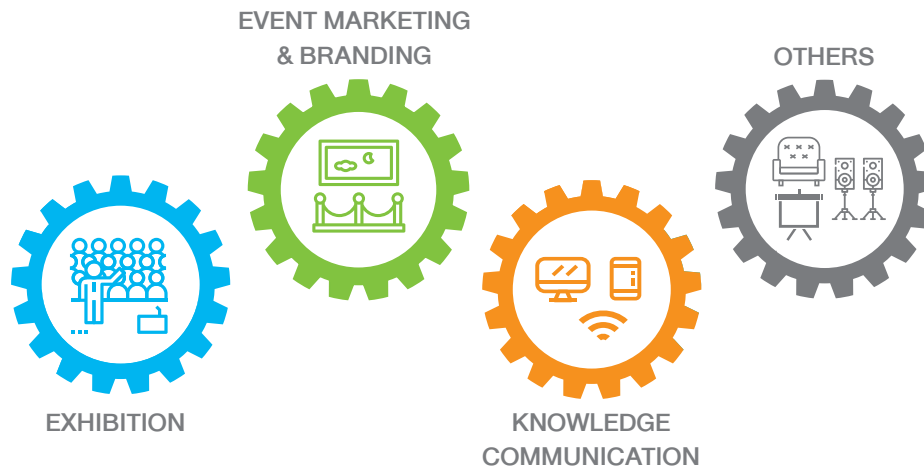 EVENT MARKETING
& BRANDING
OTHERS
EXHIBITION
KNOWLEDGE
COMMUNICATION